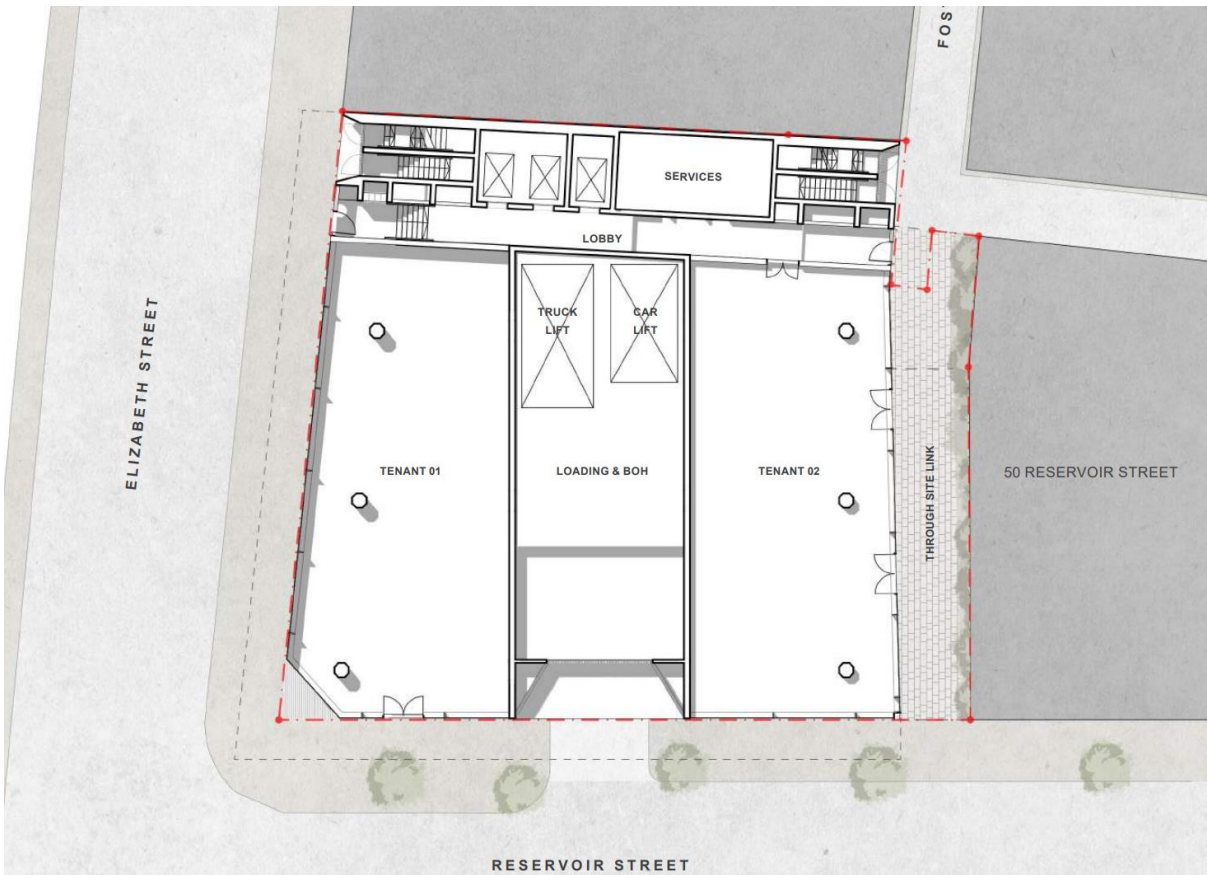 FOS
SERVICES
LOBBY
ELIZABETH STREET
TRUCK
LIFT
CAR
LIFT
TENANT 01
LOADING & BOH
TENANT 02
THROUGH SITE LINK
50 RESERVOIR STREET
RESERVOIR STREET